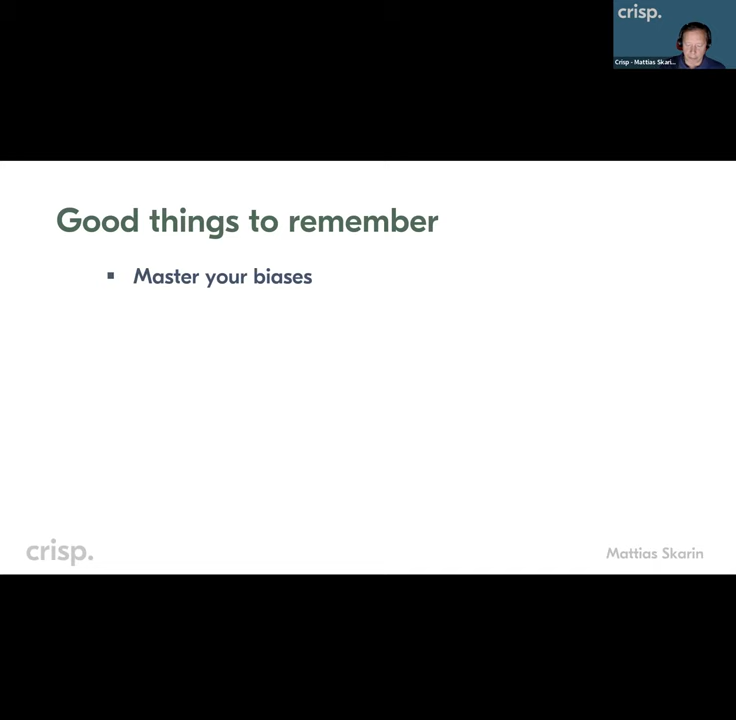 crisp.
Crisp - Mattias Skari...
Good things to remember
▪ Master your biases
crisp.
Mattias Skarin